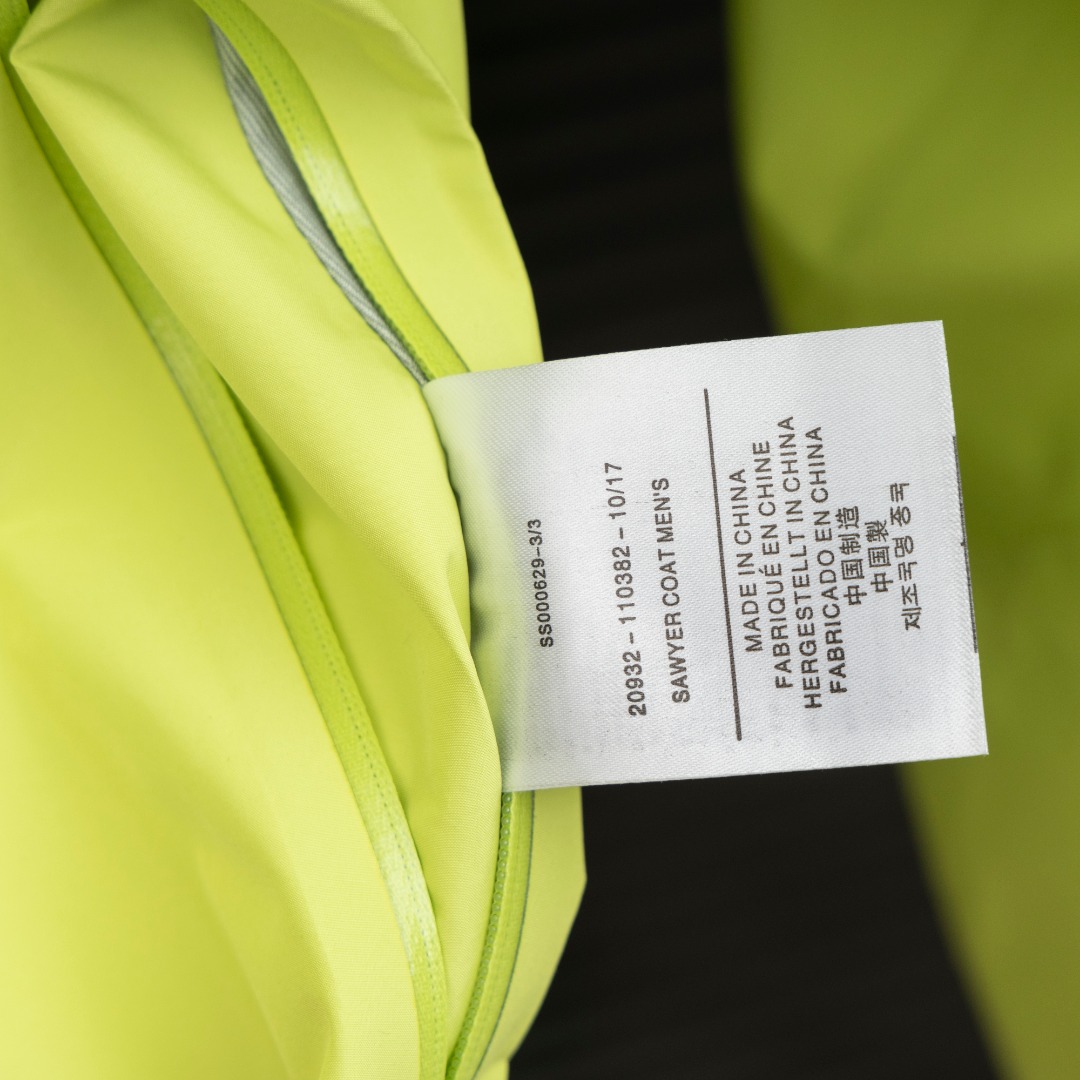 SS000629-3/3
20932 - 110382 - 10/17
SAWYER COAT MEN'S
MADE IN CHINA
FABRIQUÉ EN CHINE
HERGESTELLT IN CHINA
FABRICADO EN CHINA
中国制造
中国製
제조국명 중국